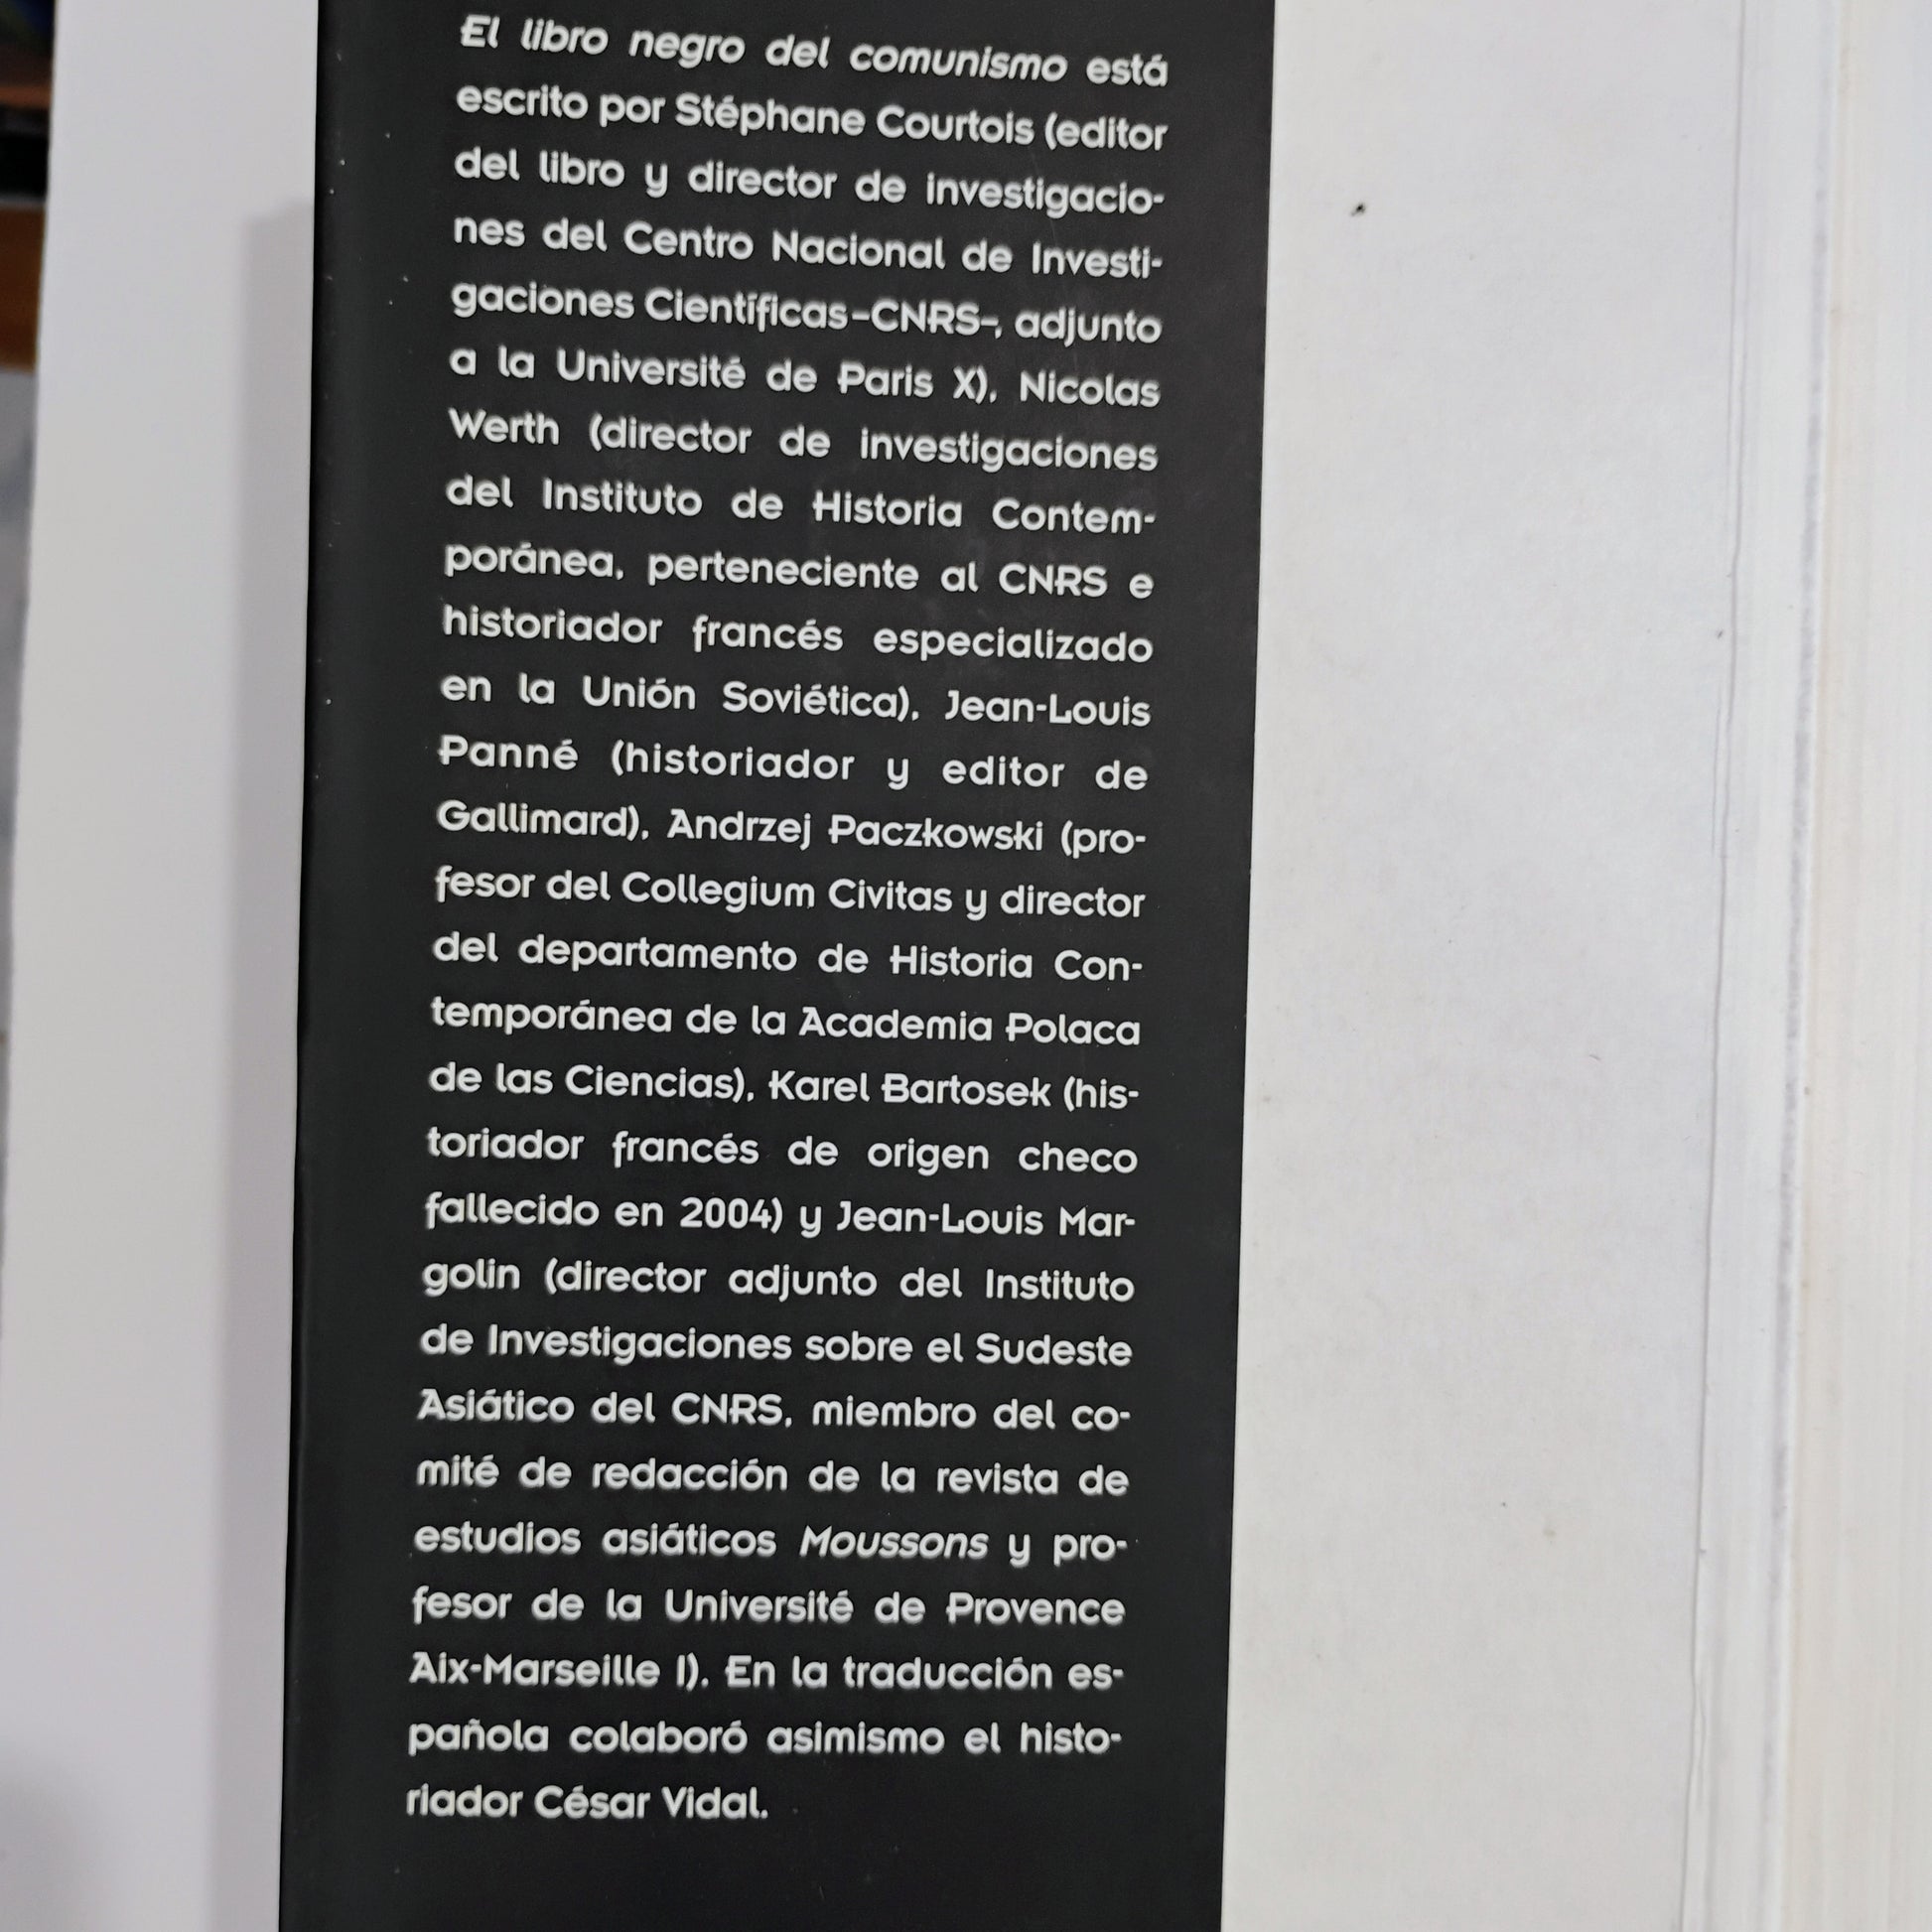 El libro negro del comunismo está
escrito por Stéphane Courtois (editor
del libro y director de investigacio-
nes del Centro Nacional de Investi-
gaciones Científicas–CNRS–, adjunto
a la Université de Paris X), Nicolas
Werth (director de investigaciones
del Instituto de Historia Contem-
poránea, perteneciente al CNRS e
historiador francés especializado
en la Unión Soviética), Jean-Louis
Panné (historiador y editor de
Gallimard), Andrzej Paczkowski (pro-
fesor del Collegium Civitas y director
del departamento de Historia Con-
temporánea de la Academia Polaca
de las Ciencias), Karel Bartosek (his-
toriador francés de origen checo
fallecido en 2004) y Jean-Louis Mar-
golin (director adjunto del Instituto
de Investigaciones sobre el Sudeste
Asiático del CNRS, miembro del co-
mité de redacción de la revista de
estudios asiáticos Moussons y pro-
fesor de la Université de Provence
Aix-Marseille I). En la traducción es-
pañola colaboró asimismo el histo-
riador César Vidal.